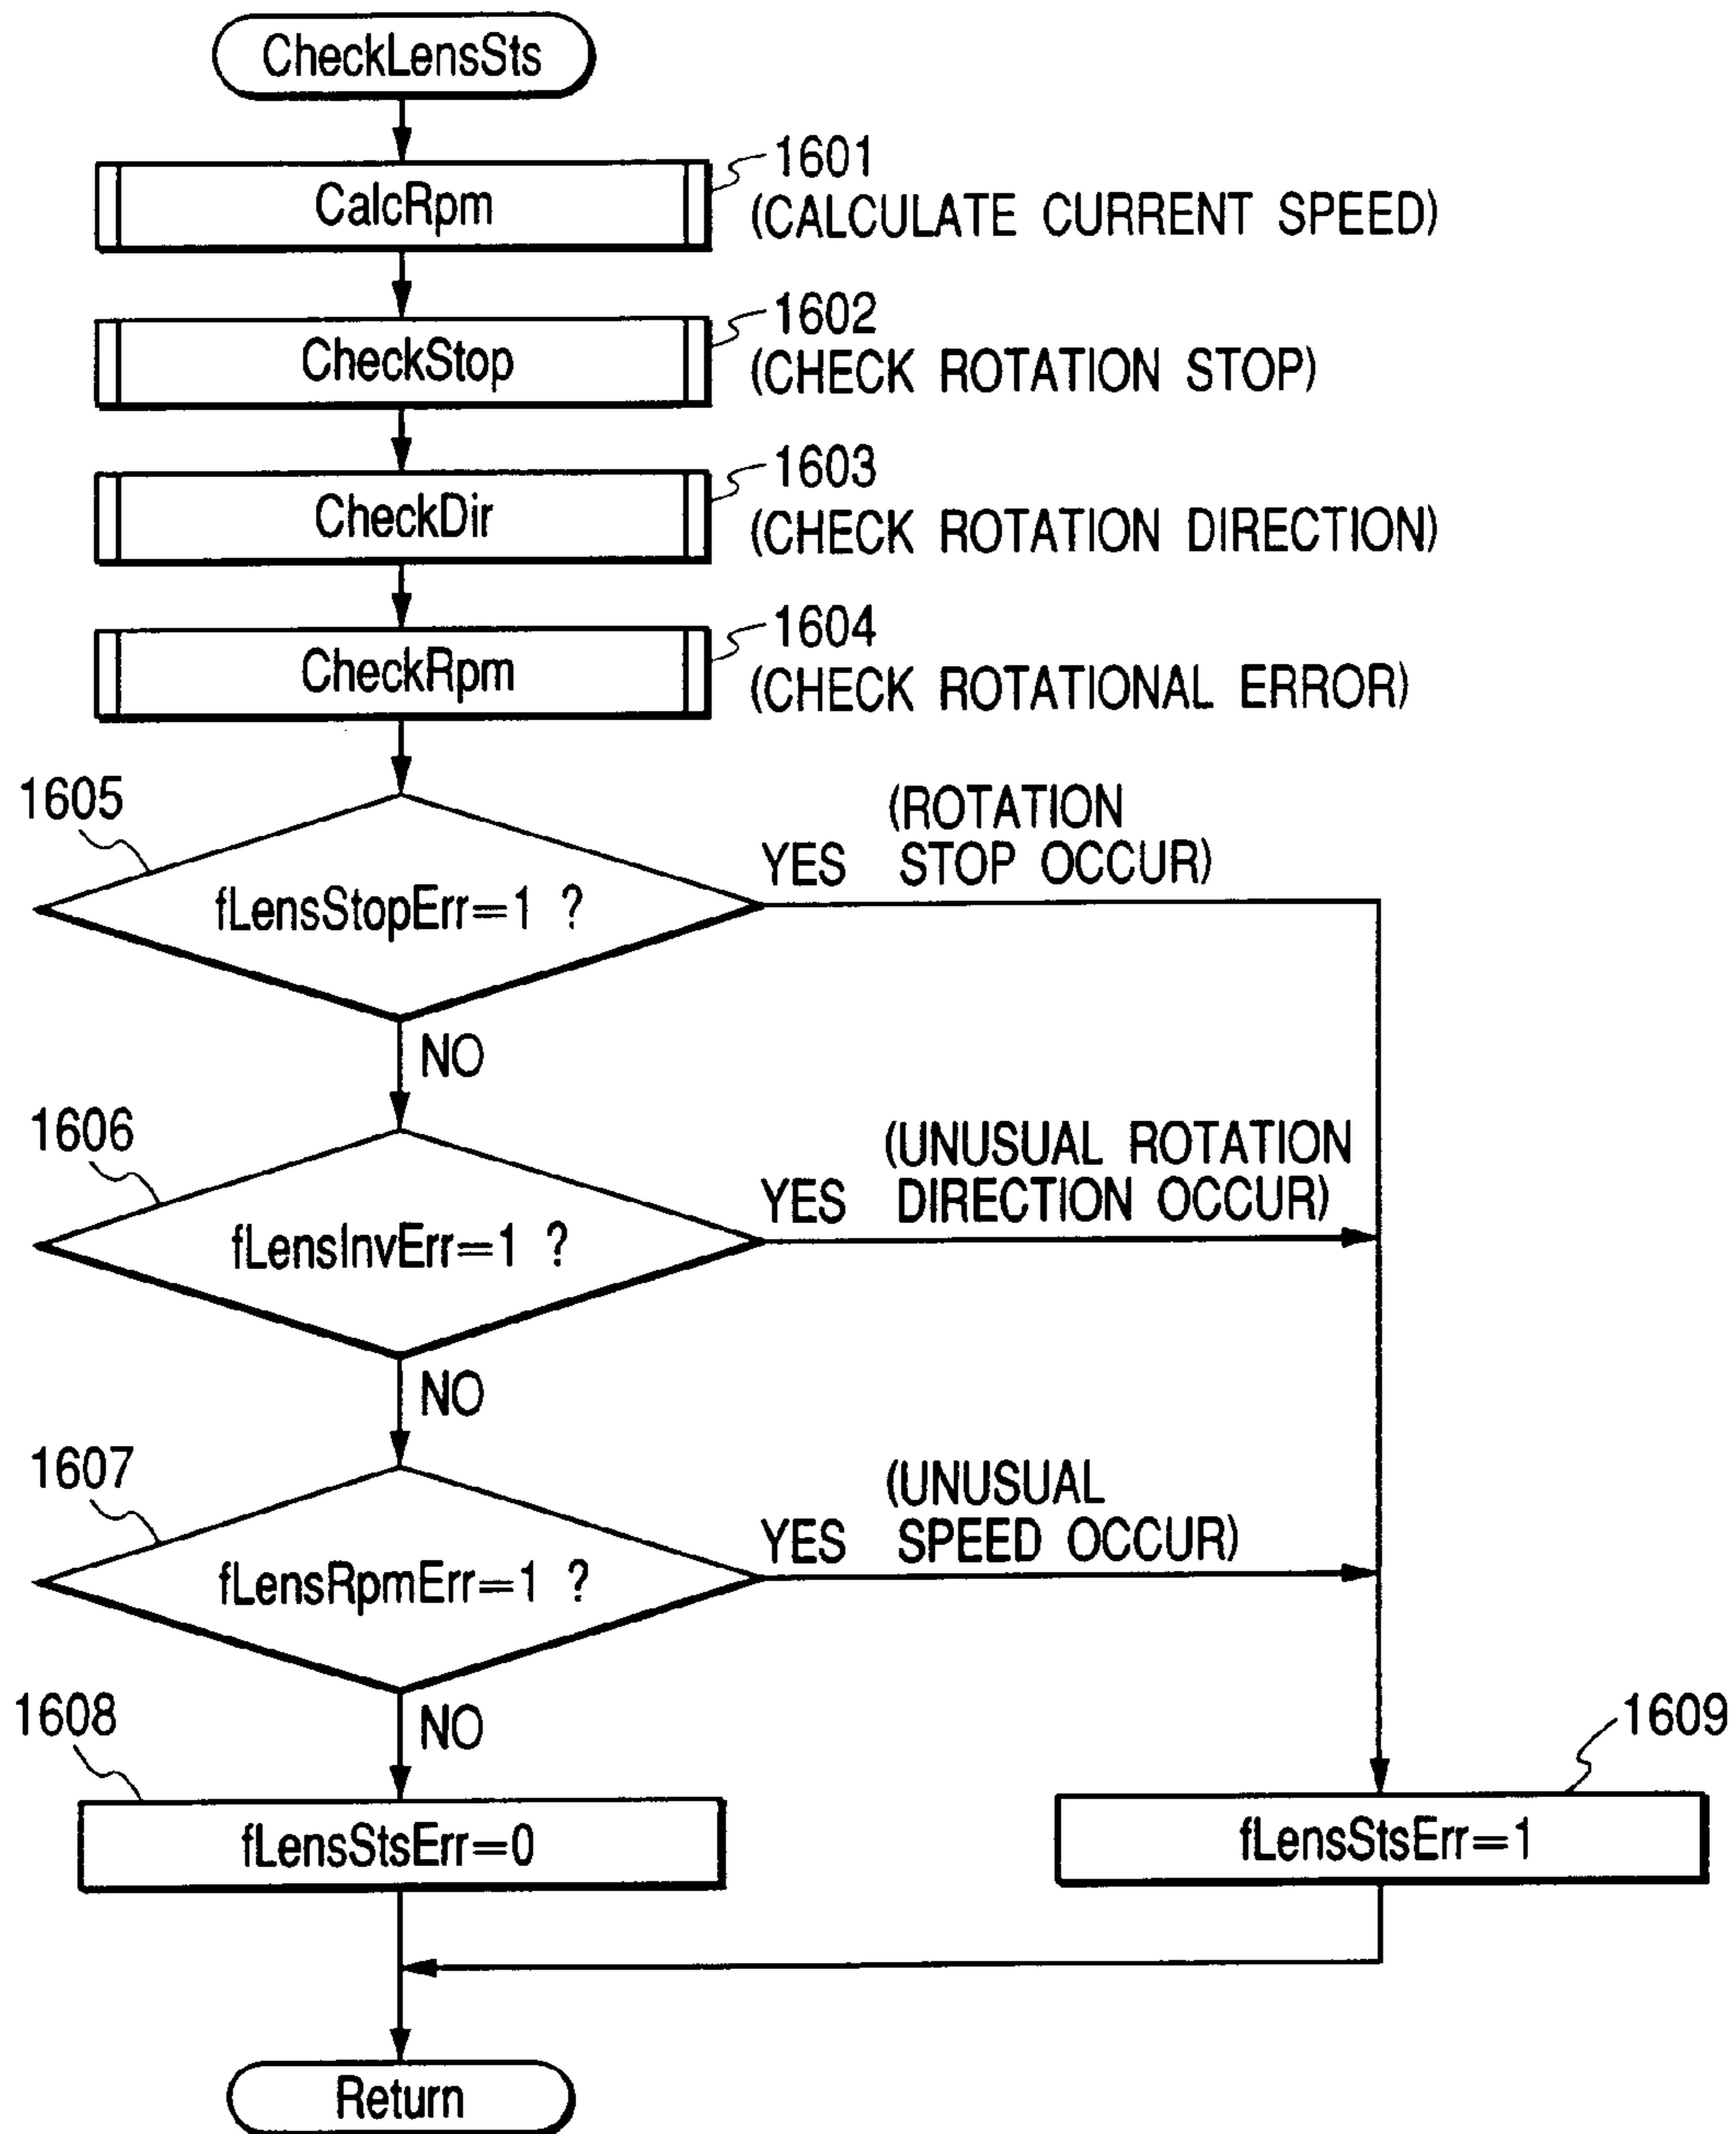 CheckLensSts
CalcRpm
1601
(CALCULATE CURRENT SPEED)
CheckStop
1602
(CHECK ROTATION STOP)
CheckDir
1603
(CHECK ROTATION DIRECTION)
CheckRpm
1604
(CHECK ROTATIONAL ERROR)
1605
fLensStopErr=1 ?
(ROTATION
YES STOP OCCUR)
NO
1606
fLensInvErr=1 ?
(UNUSUAL ROTATION
YES DIRECTION OCCUR)
NO
1607
fLensRpmErr=1 ?
(UNUSUAL
YES SPEED OCCUR)
NO
1608
fLensStsErr=0
1609
fLensStsErr=1
Return